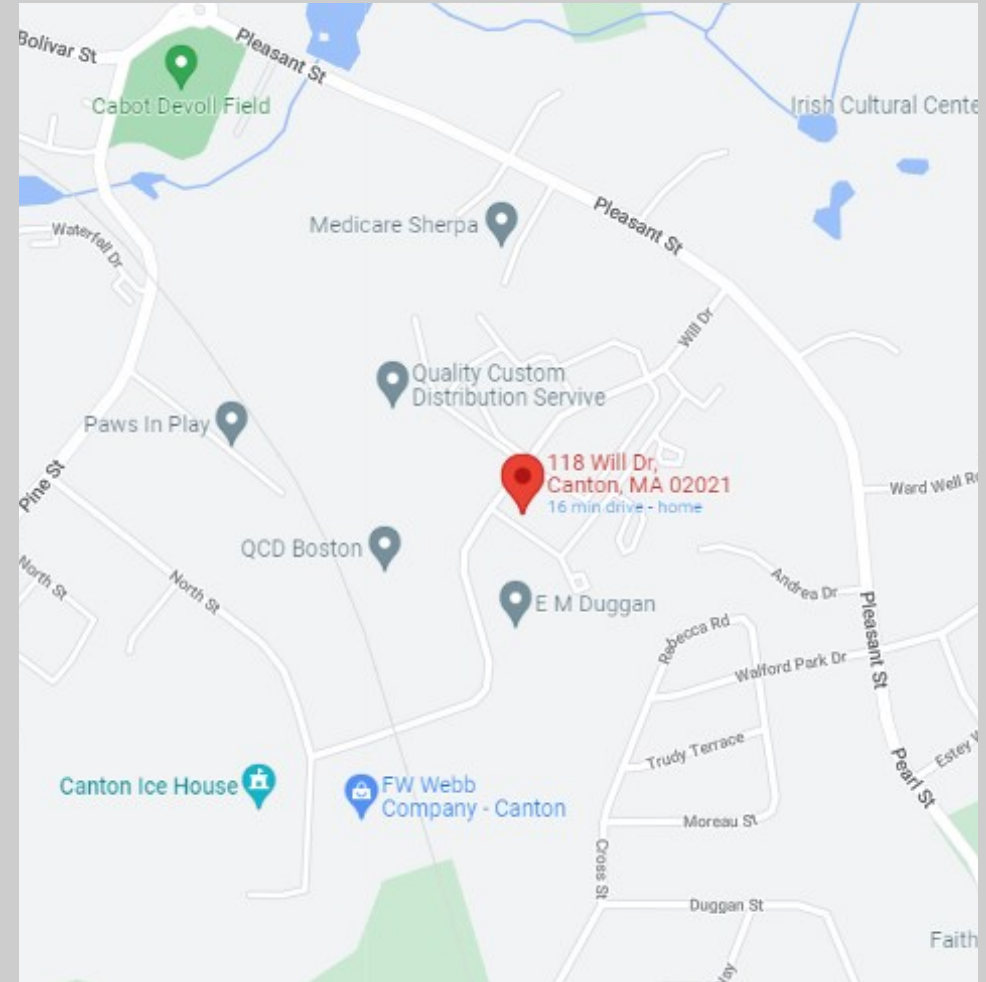 Bolivar St
Pleasant St
Cabot Devoll Field
Irish Cultural Cente
Medicare Sherpa
Pleasant St
Waterfall Dr
Will Dr
Quality Custom
Distribution Servive
Paws In Play
118 Will Dr,
Canton, MA 02021
16 min drive - home
Pine St
Ward Well R
QCD Boston
North St
North St
Andrea Dr
E M Duggan
Pleasant St
Rebecca Rd
Walford Park Dr
Trudy Terrace
Estey
Pearl St
Canton Ice House
FW Webb
Company - Canton
Moreau St
Cross St
Duggan St
Faith